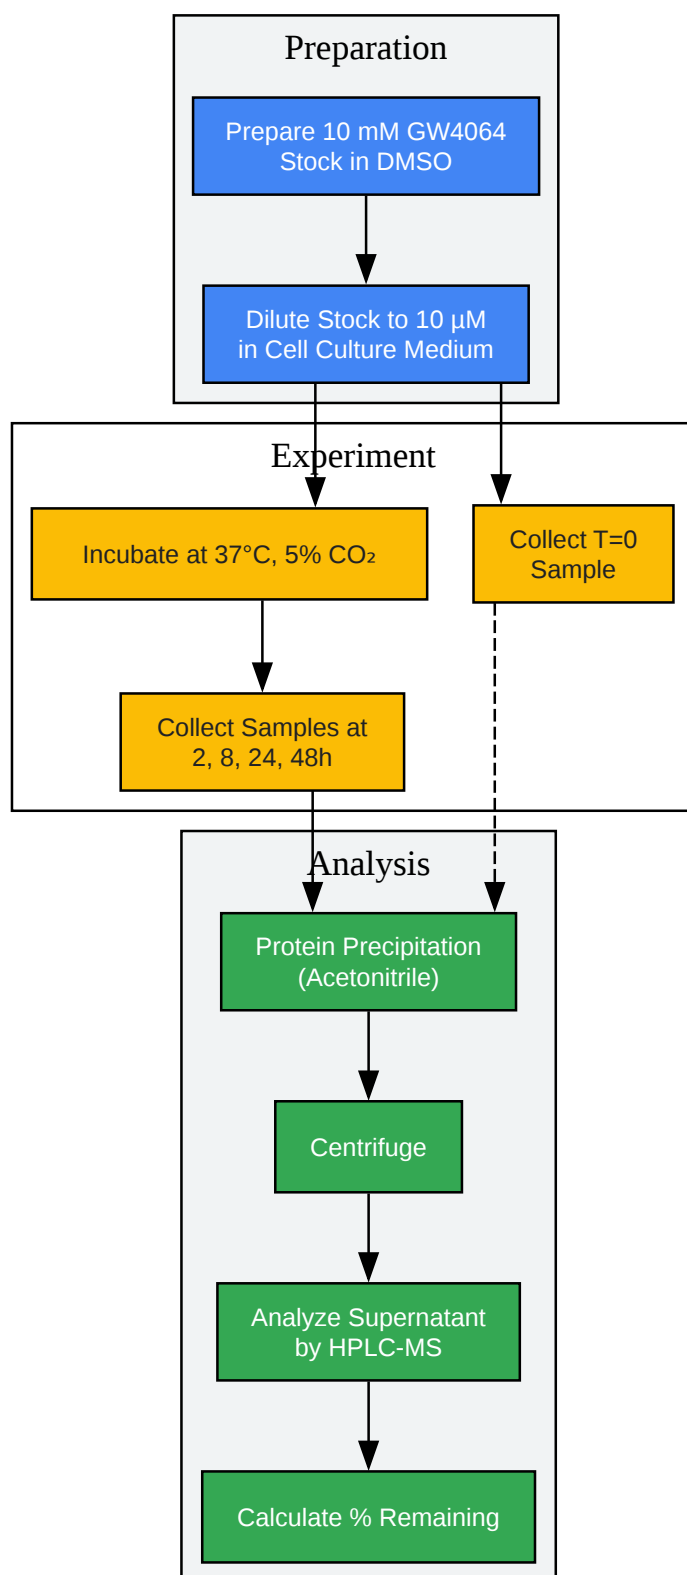 Preparation
Prepare 10 mM GW4064
Stock in DMSO
Dilute Stock to 10 µM
in Cell Culture Medium
Experiment
Incubate at 37°C, 5% CO₂
Collect T=0
Sample
Collect Samples at
2, 8, 24, 48h
Analysis
Protein Precipitation
(Acetonitrile)
Centrifuge
Analyze Supernatant
by HPLC-MS
Calculate % Remaining